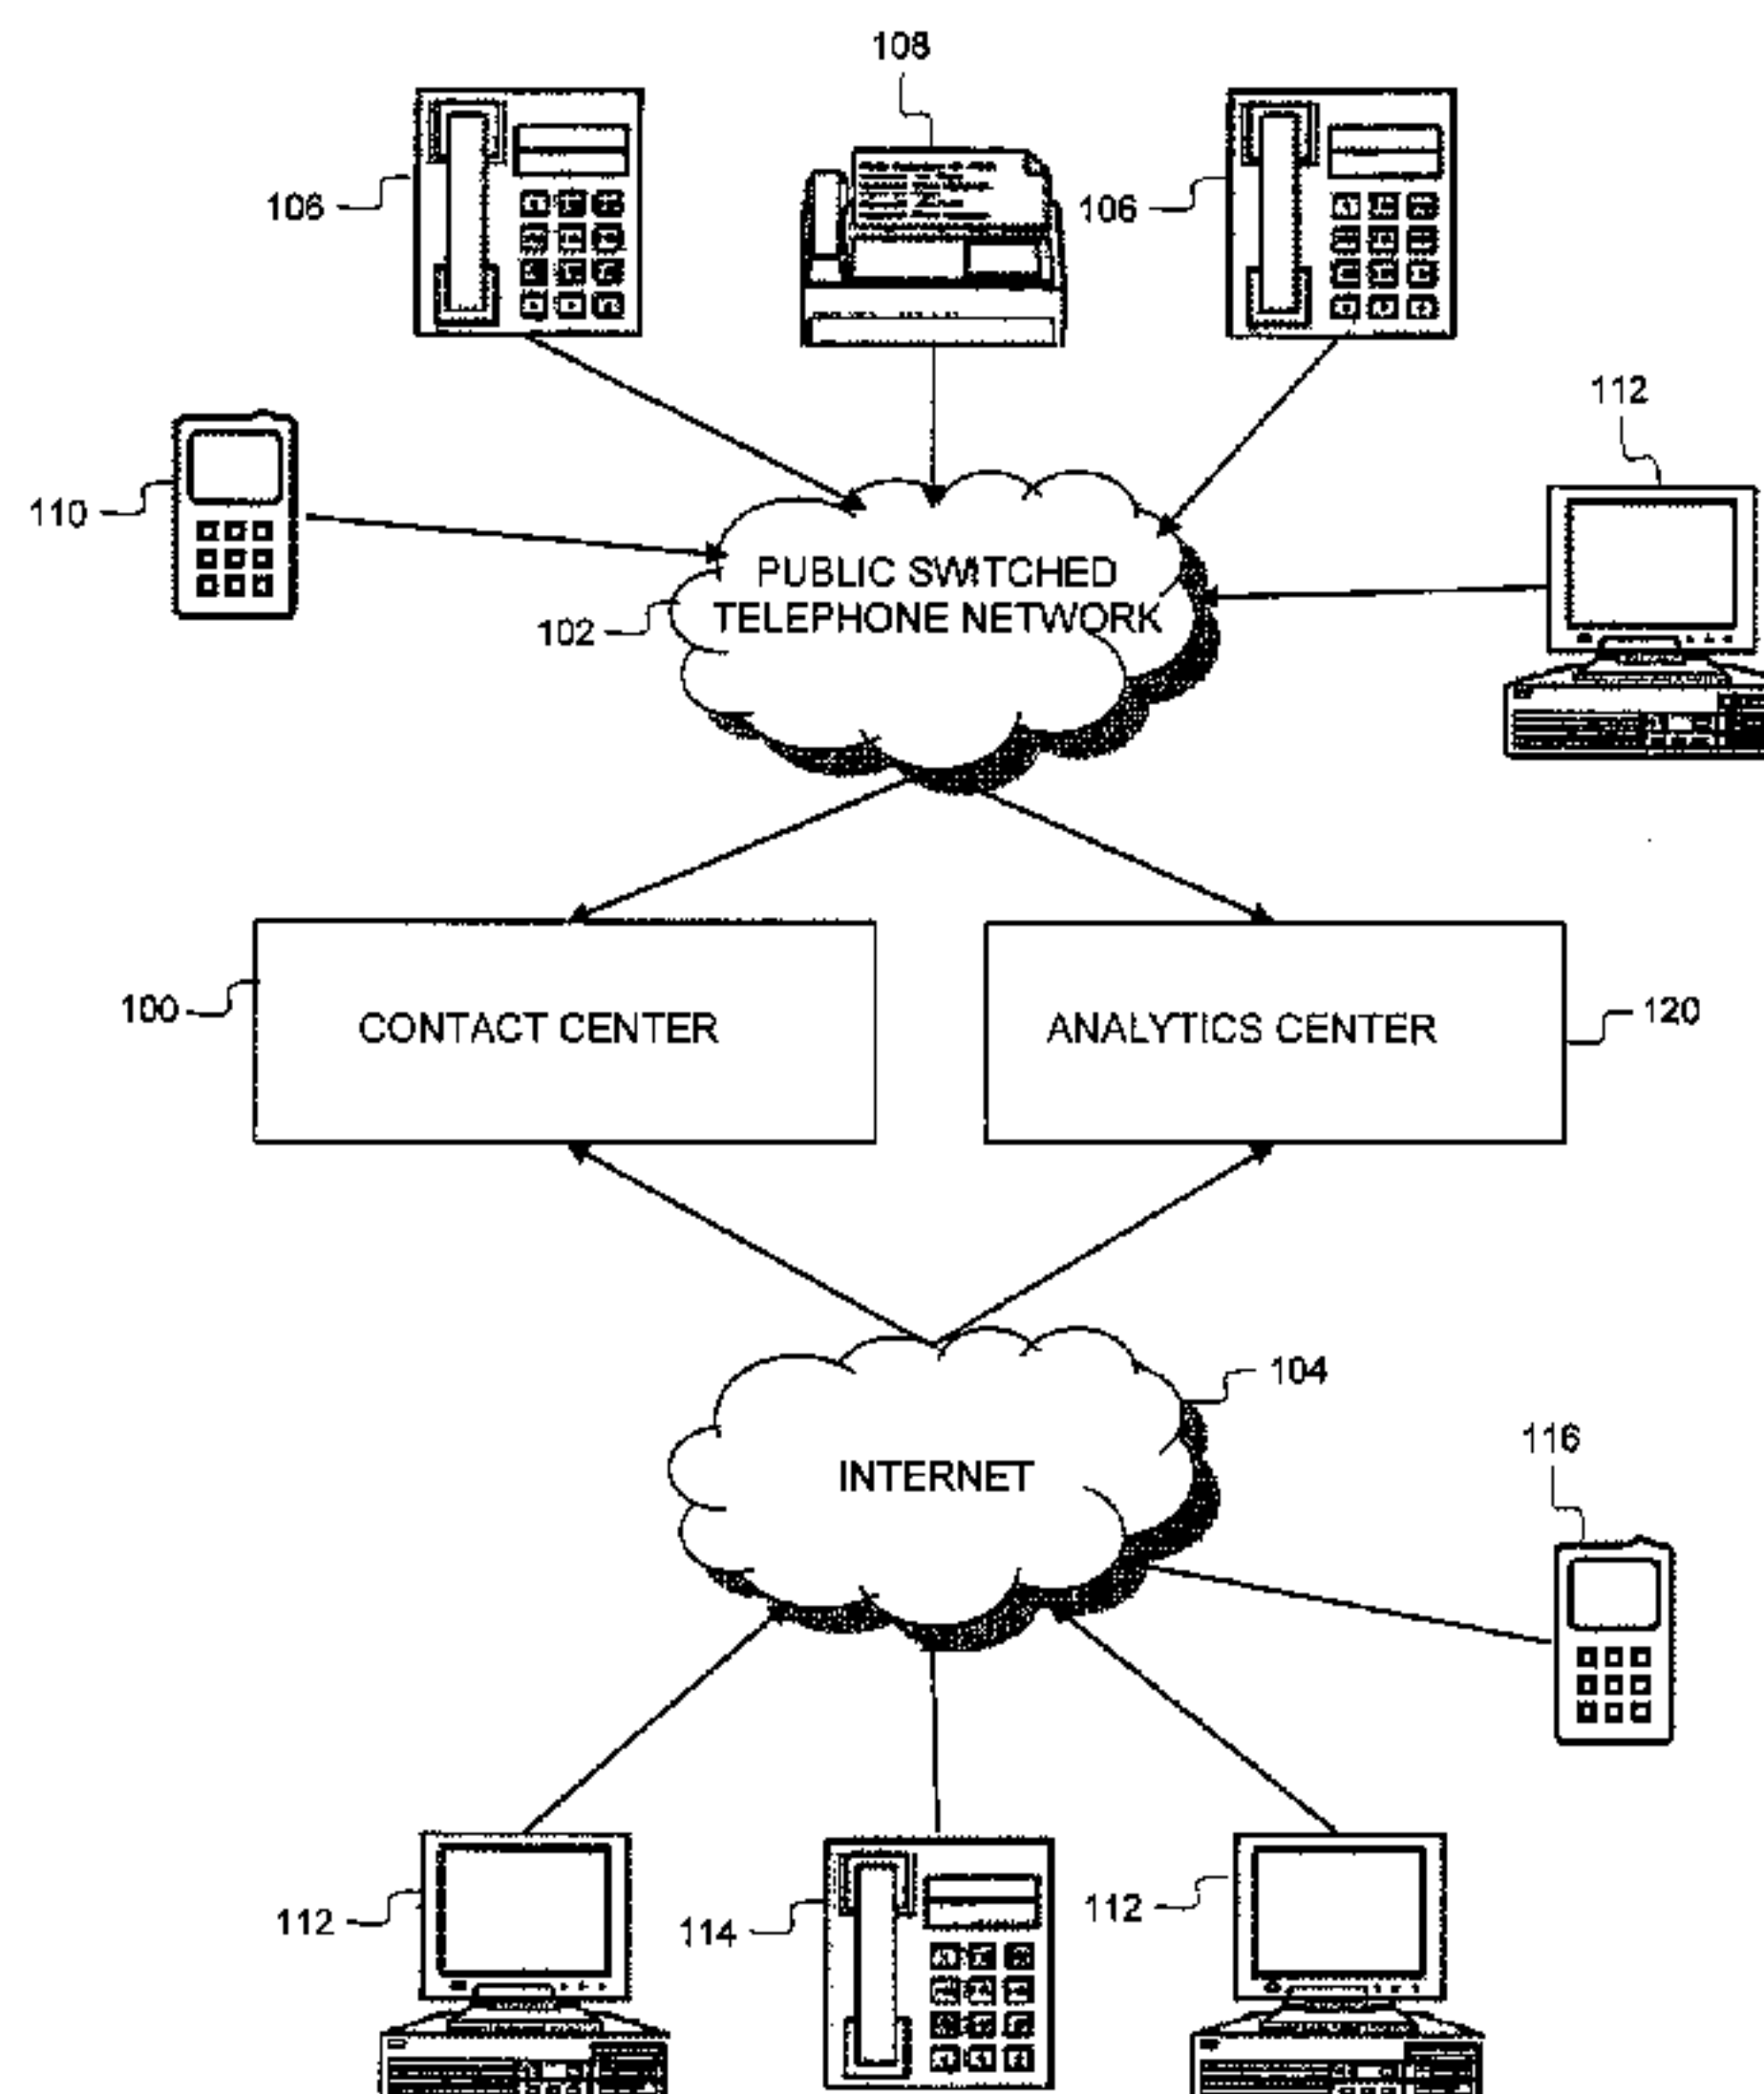 108
106
106
112
110
PUBLIC SWITCHED
TELEPHONE NETWORK
102
100
CONTACT CENTER
ANALYTICS CENTER
120
104
INTERNET
116
112
114
112